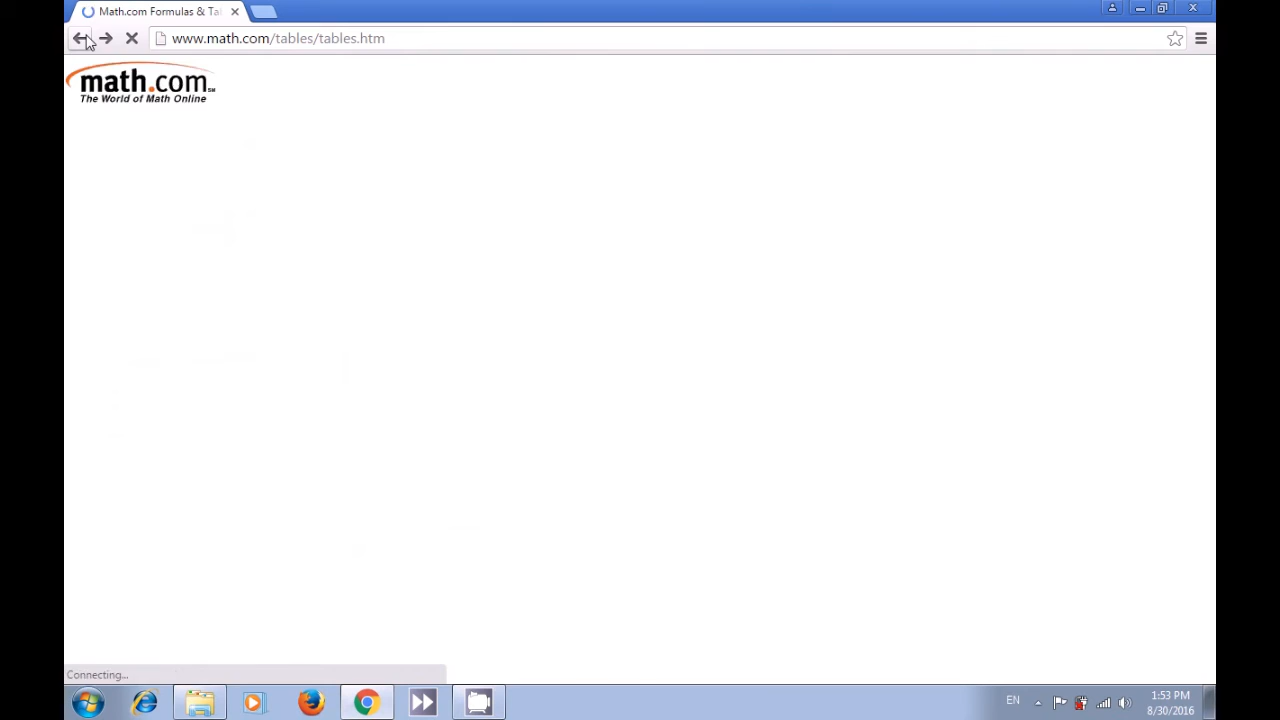 Math.com Formulas & Ta
www.math.com/tables/tables.htm
math.com
The World of Math Online
Connecting...
EN
1:53 PM
8/30/2016